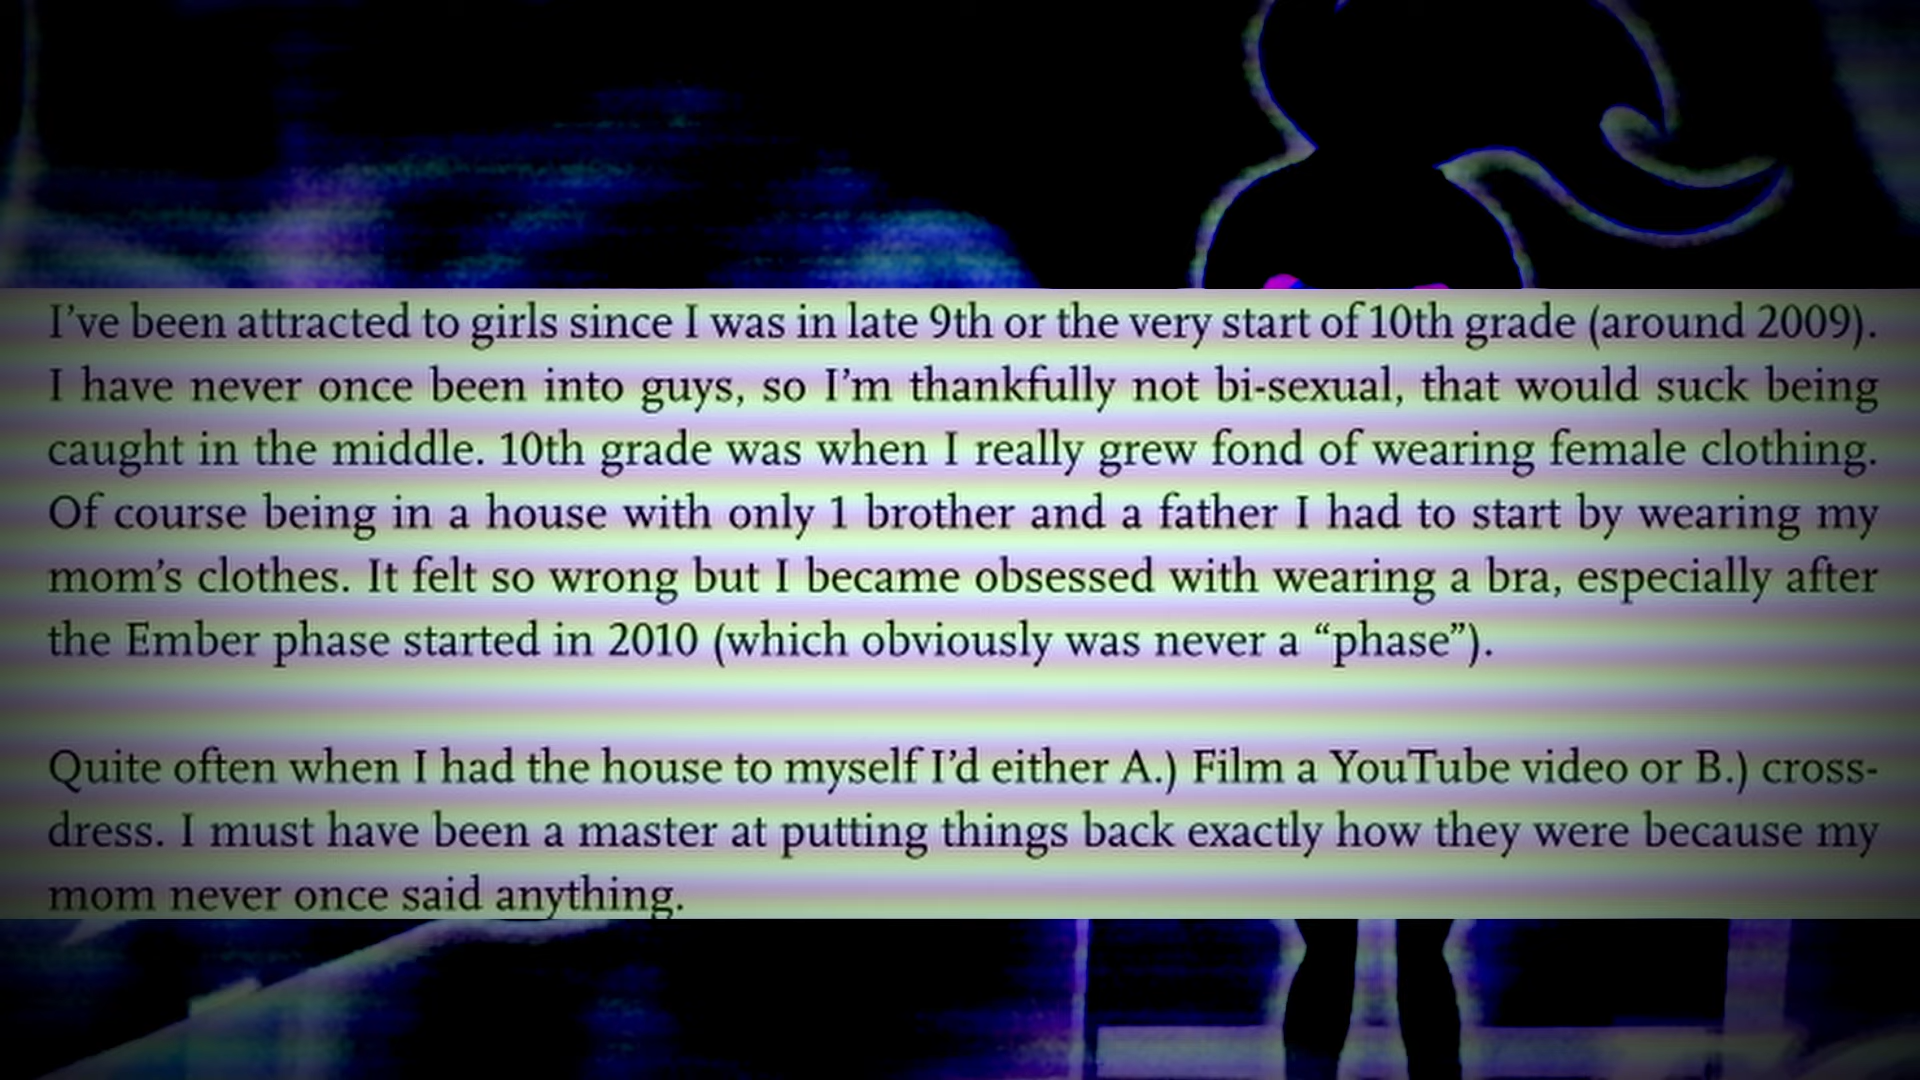 I've been attracted to girls since I was in late 9th or the very start of 10th grade (around 2009).
I have never once been into guys, so I'm thankfully not bi-sexual, that would suck being
caught in the middle. 10th grade was when I really grew fond of wearing female clothing.
Of course being in a house with only 1 brother and a father I had to start by wearing my
mom's clothes. It felt so wrong but I became obsessed with wearing a bra, especially after
the Ember phase started in 2010 (which obviously was never a “phase”).
Quite often when I had the house to myself I'd either A.) Film a YouTube video or B.) cross-
dress. I must have been a master at putting things back exactly how they were because my
mom never once said anything.